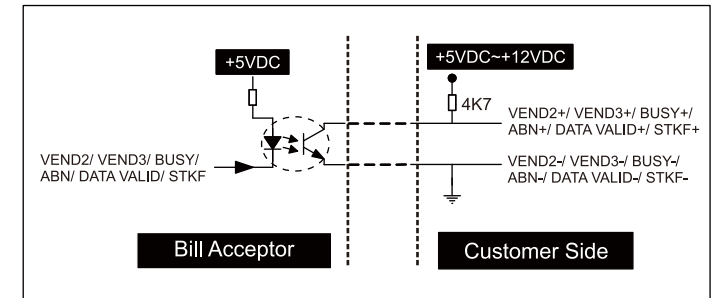 +5VDC
+5VDC~+12VDC
4K7
VEND2+/ VEND3+/ BUSY+/
ABN+/ DATA VALID+/ STKF+
VEND2/ VEND3/ BUSY/
ABN/ DATA VALID/ STKF
VEND2-/ VEND3-/ BUSY-/
ABN-/ DATA VALID-/ STKF-
Bill Acceptor
Customer Side